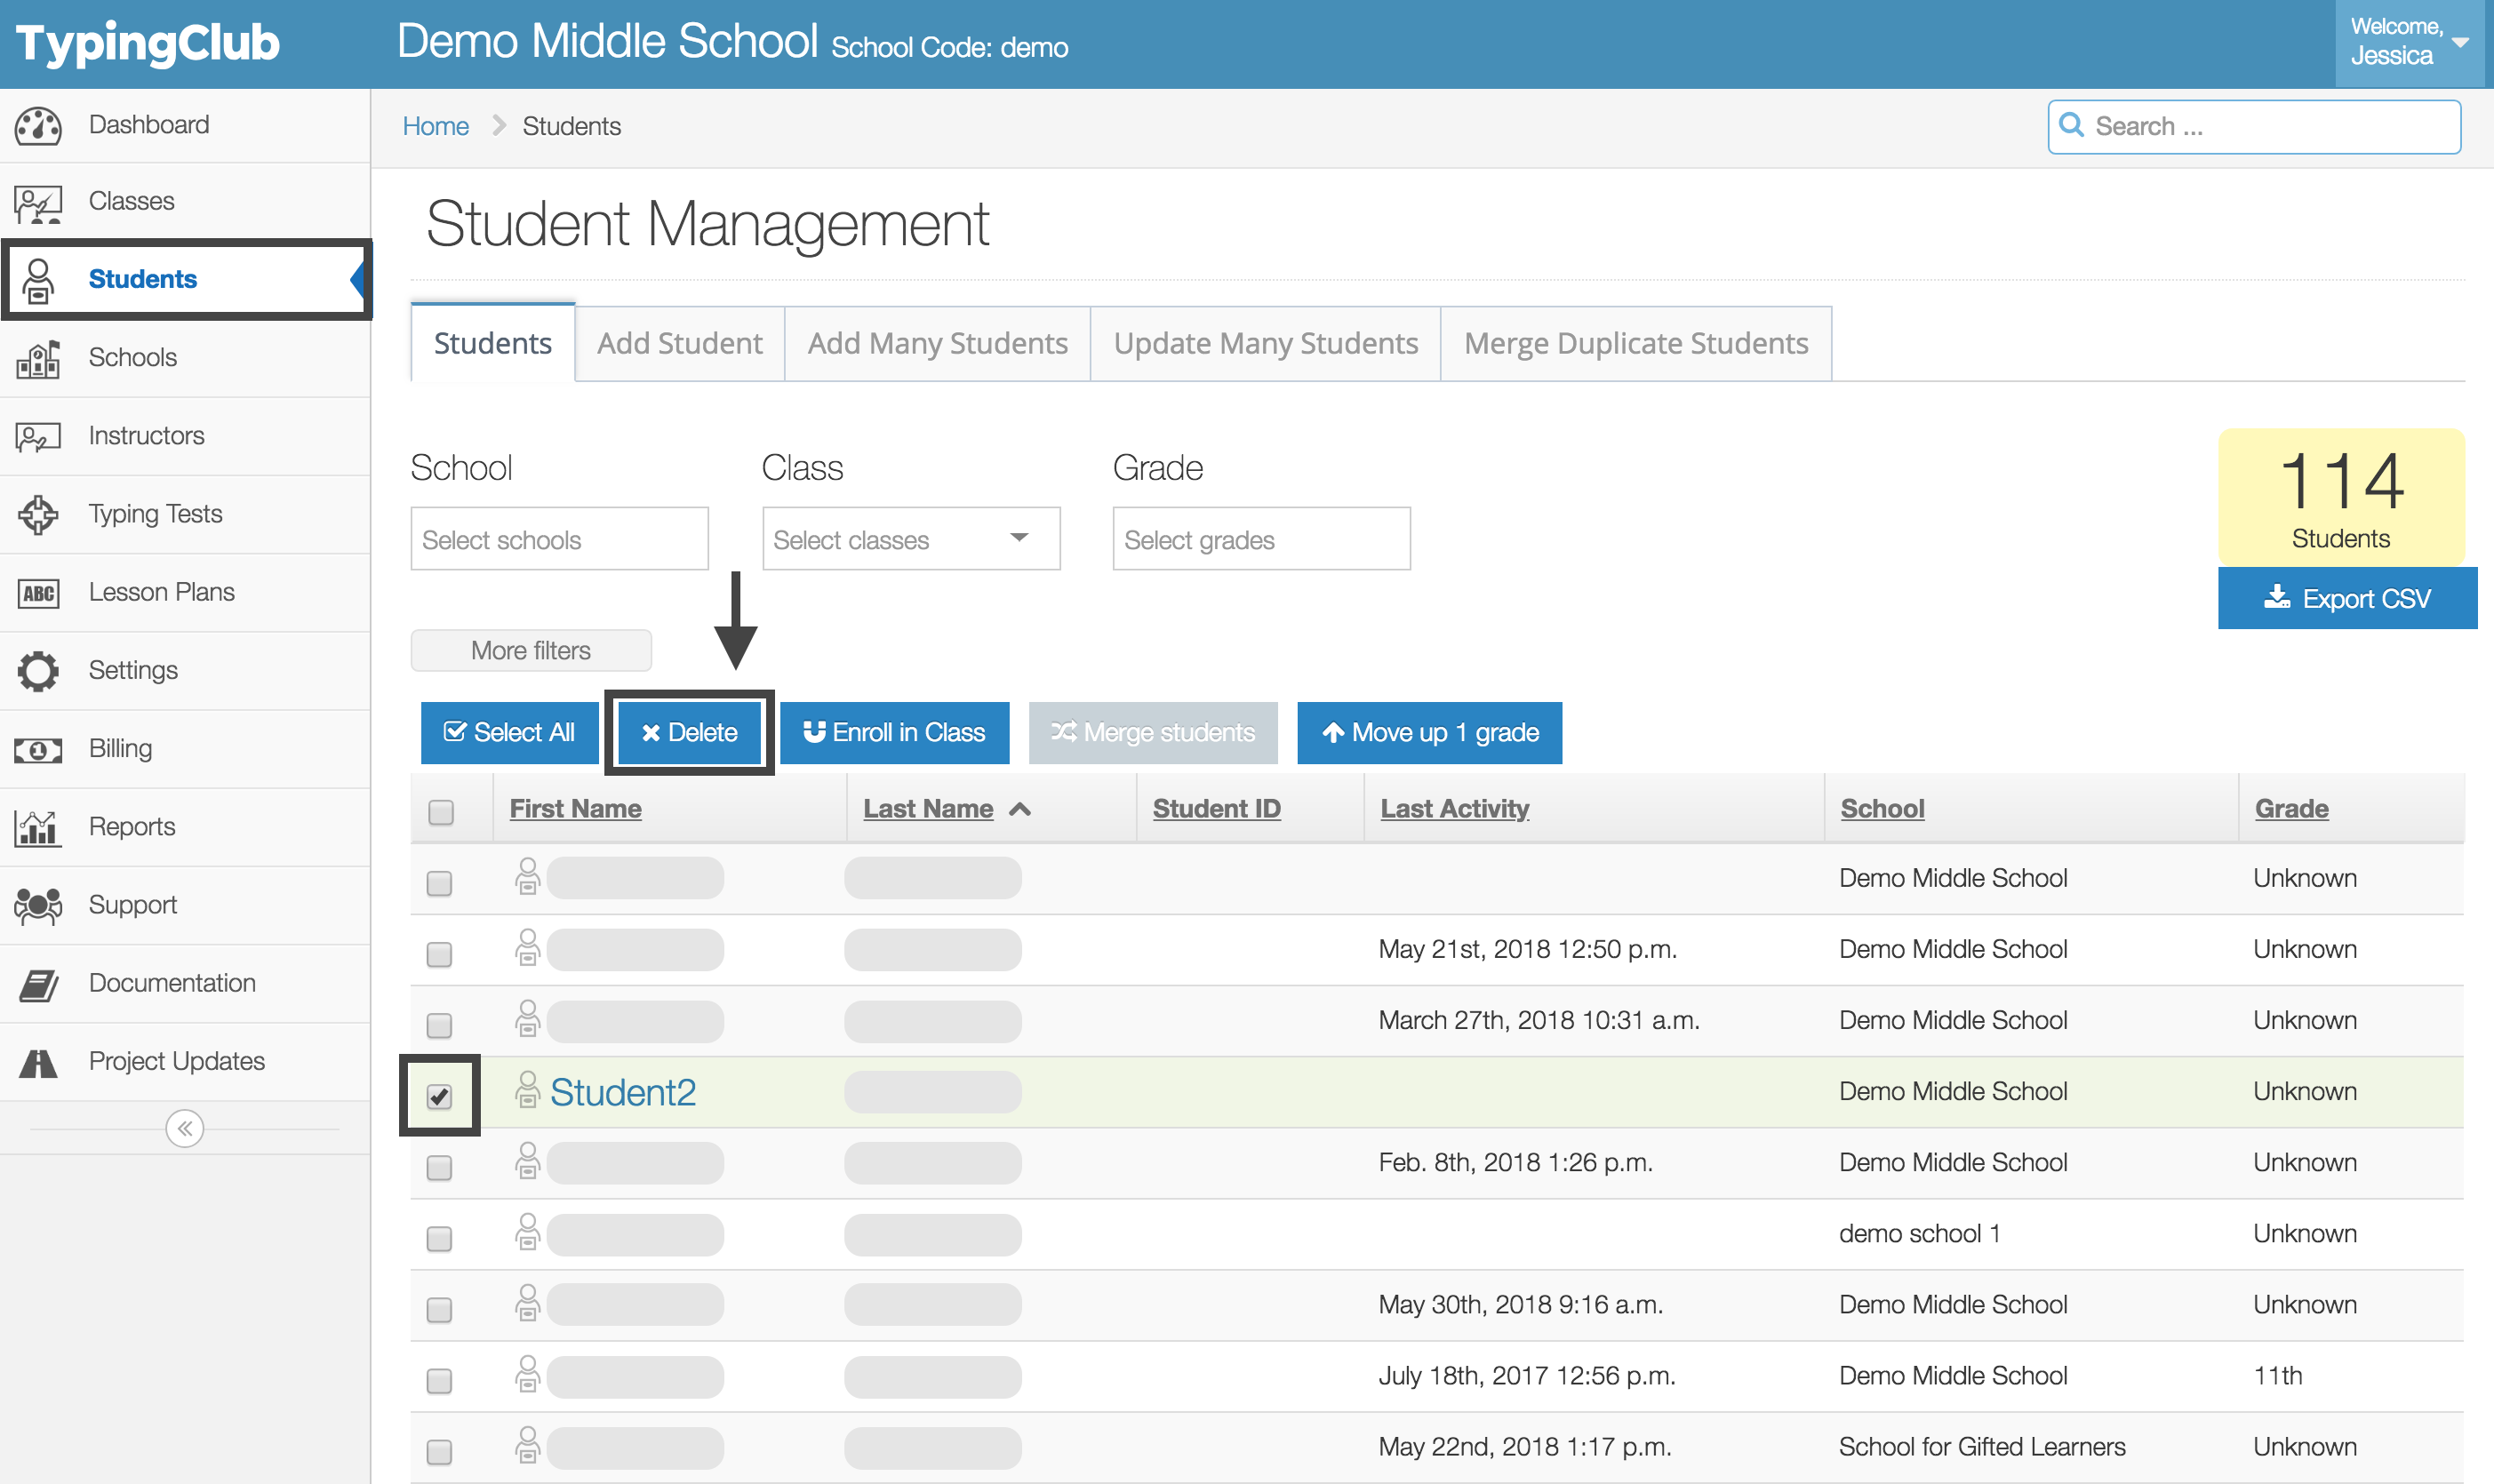 TypingClub
Demo Middle School School Code: demo
Welcome,
Jessica
Dashboard
Classes
Students
Schools
Instructors
Typing Tests
ABC
Lesson Plans
Settings
1
Billing
Reports
Support
Documentation
Project Updates
Home Students
Search ...
Student Management
Students Add Student Add Many Students Update Many Students Merge Duplicate Students
School Class Grade
Select schools Select classes Select grades
114
Students
Export CSV
More filters
Select All Delete Enroll in Class Merge students Move up 1 grade
First Name Last Name Student ID Last Activity School Grade
Demo Middle School Unknown
May 21st, 2018 12:50 p.m. Demo Middle School Unknown
March 27th, 2018 10:31 a.m. Demo Middle School Unknown
Student2 Demo Middle School Unknown
Feb. 8th, 2018 1:26 p.m. Demo Middle School Unknown
demo school 1 Unknown
May 30th, 2018 9:16 a.m. Demo Middle School Unknown
July 18th, 2017 12:56 p.m. Demo Middle School 11th
May 22nd, 2018 1:17 p.m. School for Gifted Learners Unknown